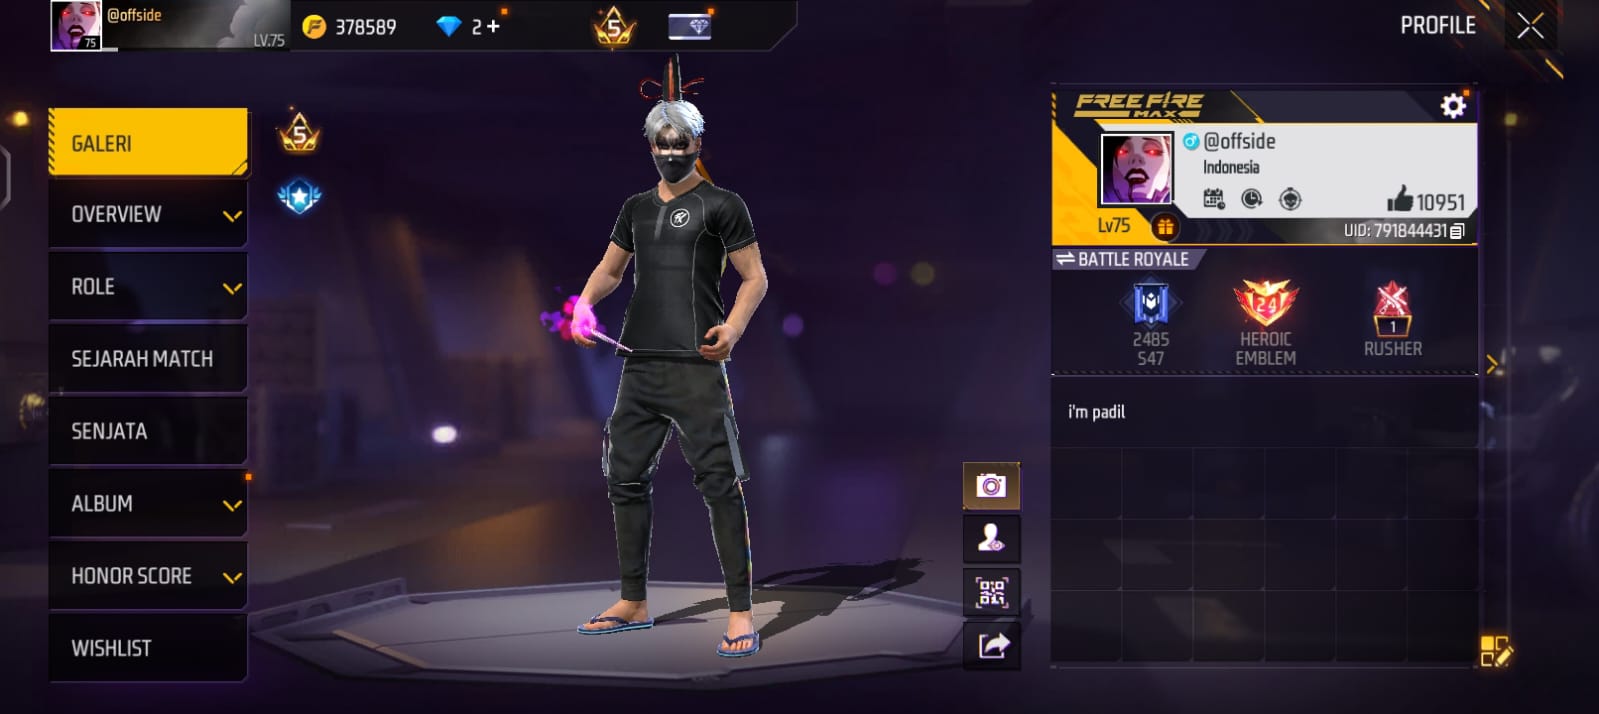 @offside
75
LV.75
378589
2+
5
PROFILE
GALERI
5
OVERVIEW
ROLE
SEJARAH MATCH
SENJATA
ALBUM
HONOR SCORE
WISHLIST
FREE FIRE
MAX
@offside
Indonesia
10951
Lv75
UID: 791844431
BATTLE ROYALE
24
1
2485
S47
HEROIC
EMBLEM
RUSHER
i'm padil